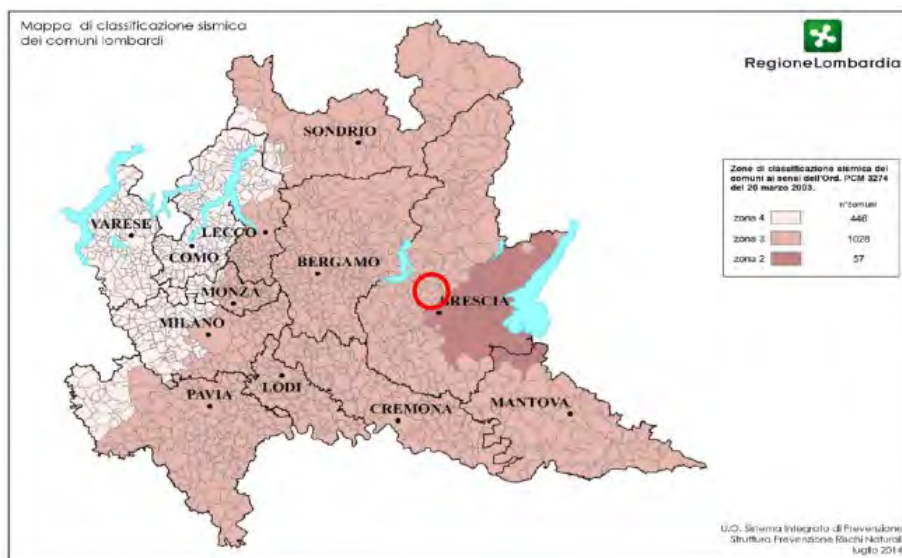 Mappa di classificazione sismica
dei comuni lombardi
RegioneLombardia
SONDRIO
VARESE
LECCO
COMO
BERGAMO
MONZA
BRESCIA
MILANO
LODI
PAVIA
CREMONA
MANTOVA
Zone di classificazione sismica dei
comuni ai sensi dell'Ord. PCM 3274
del 20 marzo 2003.
n°comuni
zona 4 446
zona 3 1028
zona 2 57
U.O. Sistema Integrato di Prevenzione
Struttura Prevenzione Rischi Naturali
luglio 2014